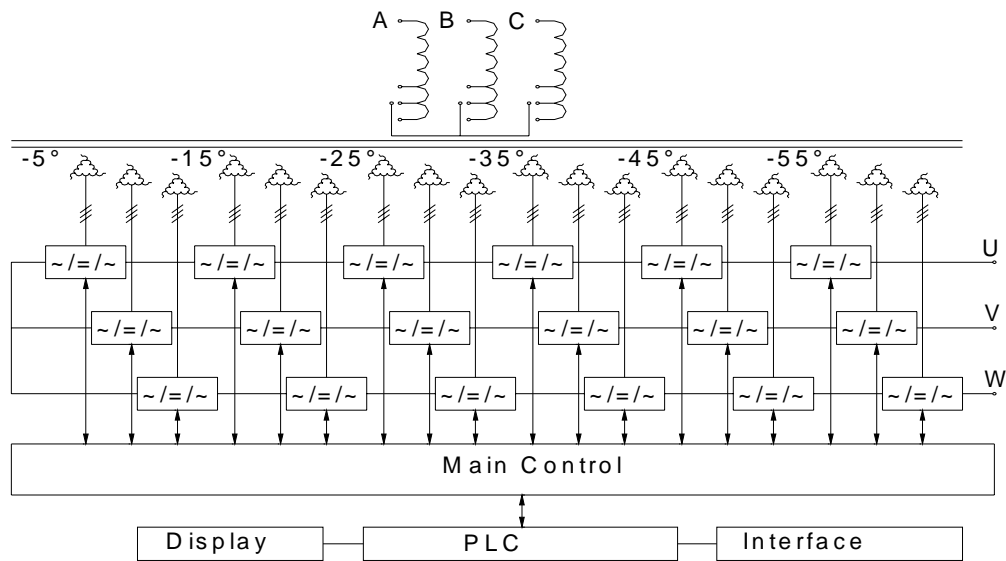 A B C
-5° -15° -25° -35° -45° -55°
~/=/~ ~/=/~ ~/=/~ ~/=/~ ~/=/~ ~/=/~ U
~/=/~ ~/=/~ ~/=/~ ~/=/~ ~/=/~ ~/=/~ V
~/=/~ ~/=/~ ~/=/~ ~/=/~ ~/=/~ ~/=/~ W
Main Control
Display PLC Interface